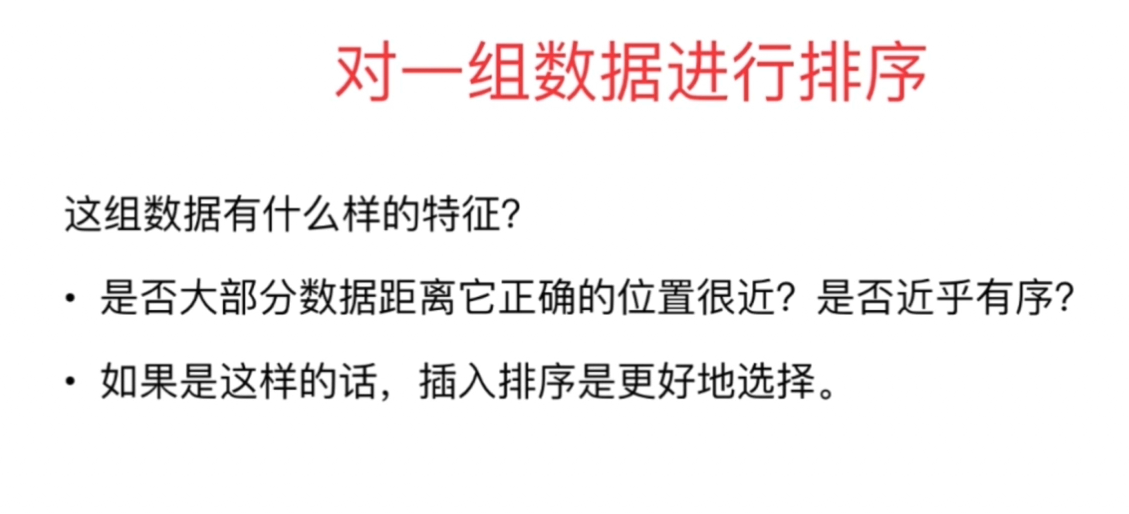 对一组数据进行排序
这组数据有什么样的特征？
• 是否大部分数据距离它正确的位置很近？是否近乎有序？
• 如果是这样的话，插入排序是更好地选择。